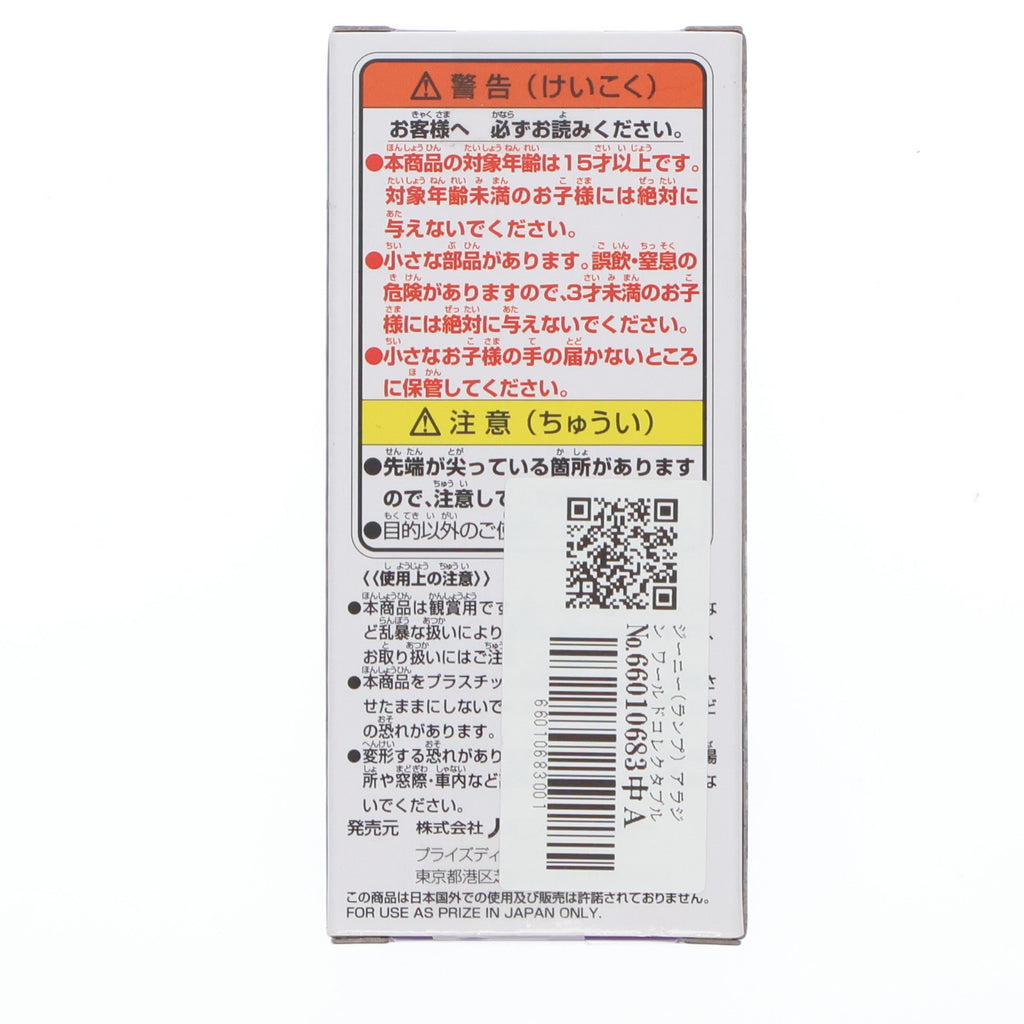 警告（けいこく）
お客様へ 必ずお読みください。
●本商品の対象年齢は15才以上です。
対象年齢未満のお子様には絶対に
与えないでください。
●小さな部品があります。誤飲・窒息の
危険がありますので、3才未満のお子
様には絶対に与えないでください。
●小さなお子様の手の届かないところ
に保管してください。
注意（ちゅうい）
●先端が尖っている箇所があります
ので、注意して
●目的以外のご使
〈〈使用上の注意〉〉
●本商品は観賞用です
ど乱暴な扱いにより
お取り扱いにはご注
●本商品をプラスチッ
せたままにしないで
の恐れがあります。
●変形する恐れがあり
所や窓際・車内など
いでください。
発売元 株式会社
プライズディ
東京都港区芝
この商品は日本国外での使用及び販売は許諾されておりません。
FOR USE AS PRIZE IN JAPAN ONLY.
ジーニー（ランプ） アラジ
ン ワールドコレクタブル
No.66010683中 A
66010683001